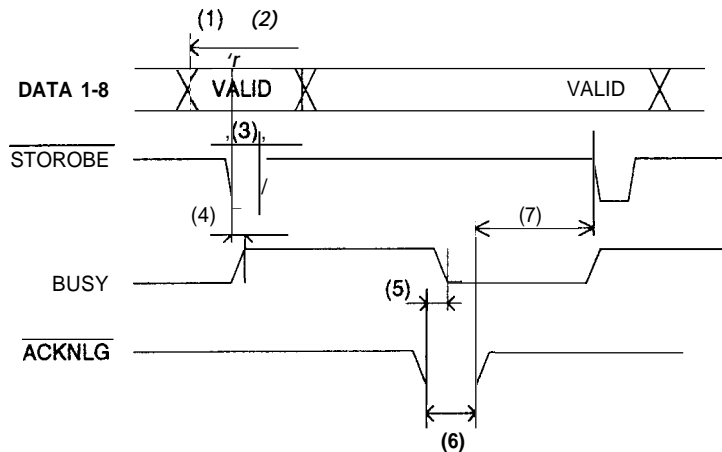 (1) (2)
'r
DATA 1-8 VALID VALID
,(3),
STOROBE
/
(4) (7)
BUSY
(5)
ACKNLG
(6)